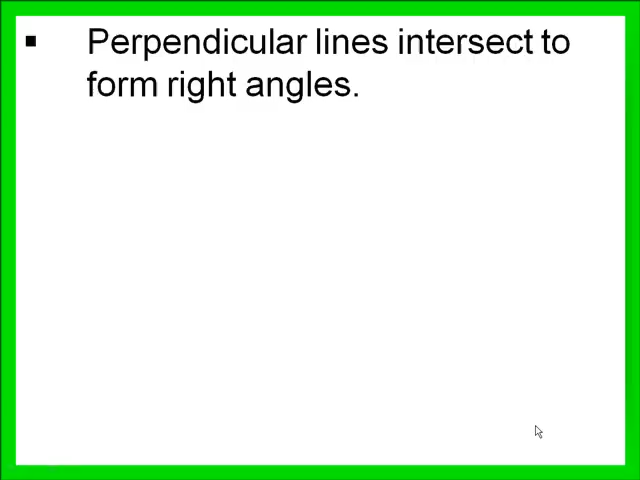 ▪ Perpendicular lines intersect to
form right angles.